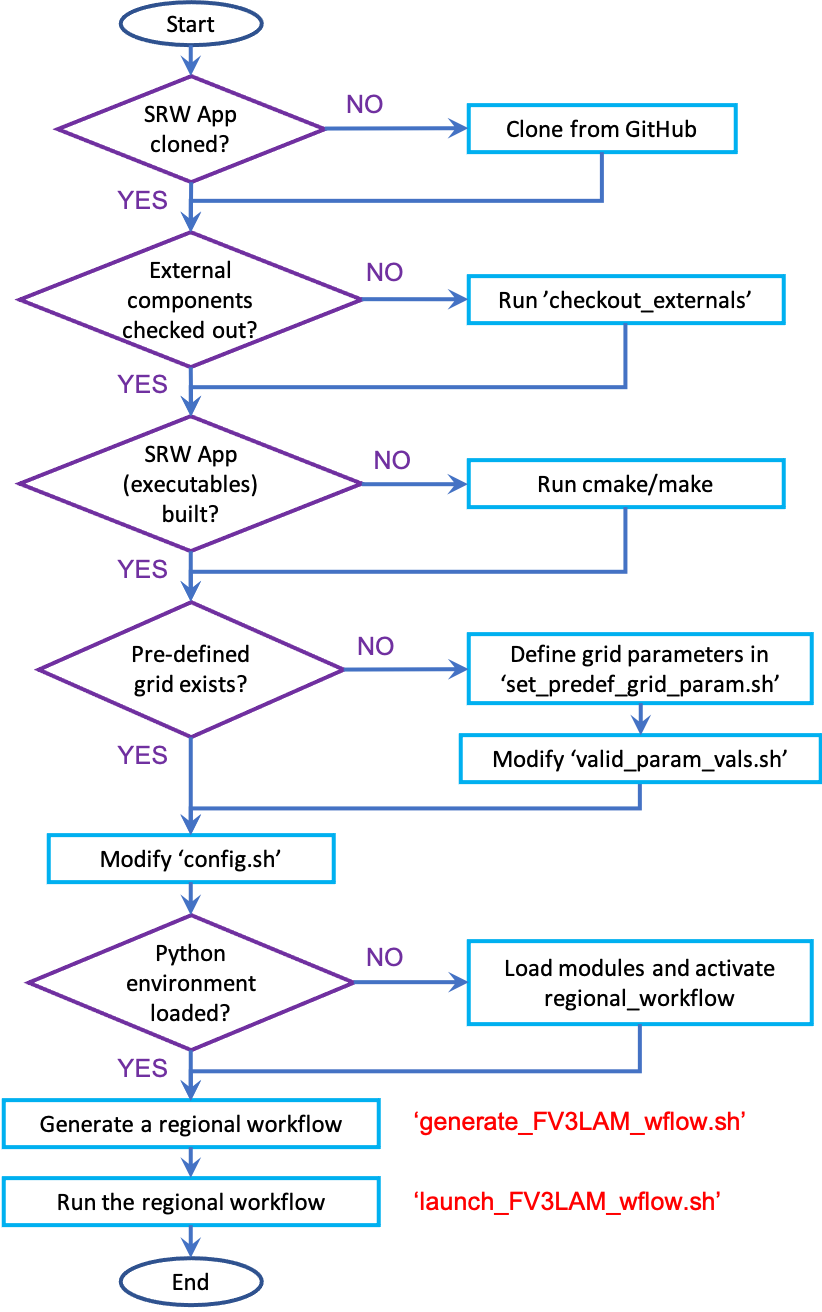 Start
SRW App
cloned?
NO
Clone from GitHub
YES
External
components
checked out?
NO
Run ’checkout_externals’
YES
SRW App
(executables)
built?
NO
Run cmake/make
YES
Pre-defined
grid exists?
NO
Define grid parameters in
‘set_predef_grid_param.sh’
Modify ‘valid_param_vals.sh’
YES
Modify ‘config.sh’
Python
environment
loaded?
NO
Load modules and activate
regional_workflow
YES
Generate a regional workflow
‘generate_FV3LAM_wflow.sh’
Run the regional workflow
‘launch_FV3LAM_wflow.sh’
End